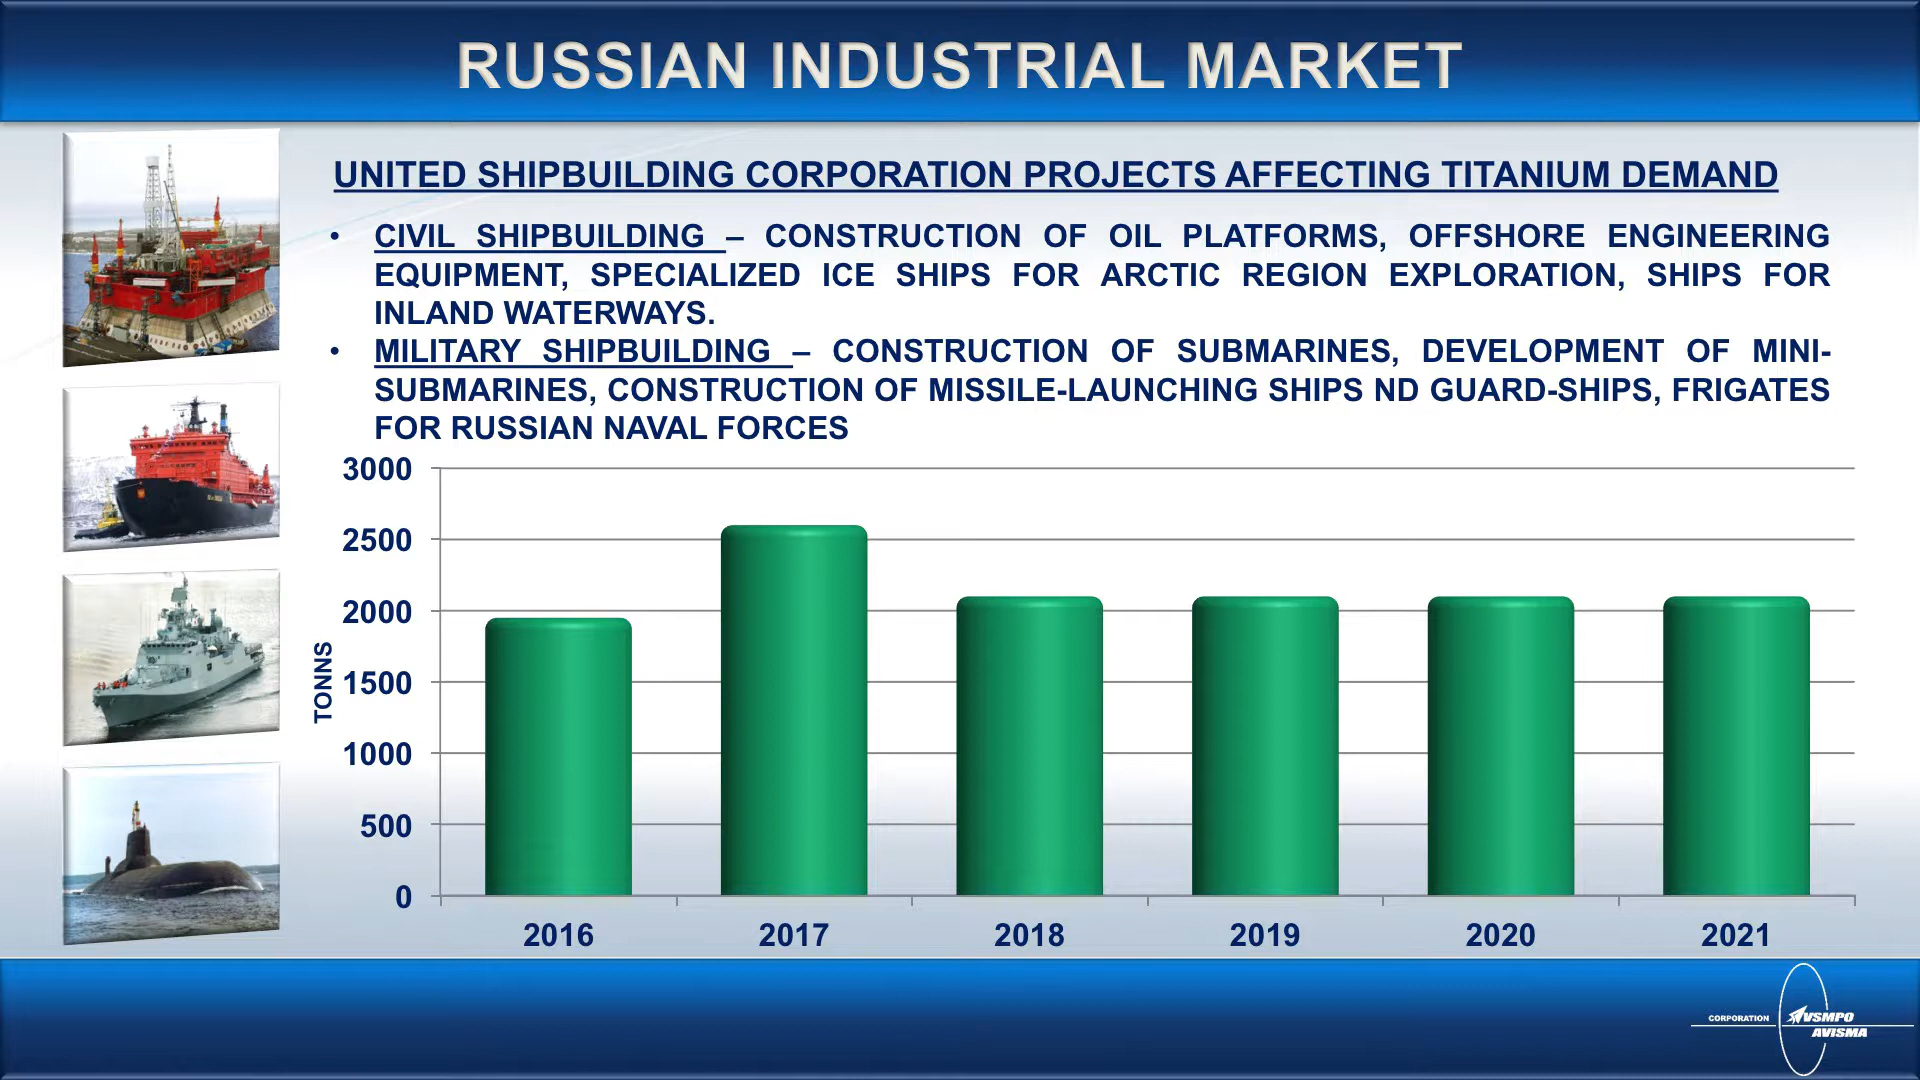 RUSSIAN INDUSTRIAL MARKET
UNITED SHIPBUILDING CORPORATION PROJECTS AFFECTING TITANIUM DEMAND
• CIVIL SHIPBUILDING – CONSTRUCTION OF OIL PLATFORMS, OFFSHORE ENGINEERING
EQUIPMENT, SPECIALIZED ICE SHIPS FOR ARCTIC REGION EXPLORATION, SHIPS FOR
INLAND WATERWAYS.
• MILITARY SHIPBUILDING – CONSTRUCTION OF SUBMARINES, DEVELOPMENT OF MINI-
SUBMARINES, CONSTRUCTION OF MISSILE-LAUNCHING SHIPS ND GUARD-SHIPS, FRIGATES
FOR RUSSIAN NAVAL FORCES
3000
2500
2000
1500
1000
500
0
TONNS
2016 2017 2018 2019 2020 2021
CORPORATION VSMPO
AVISMA